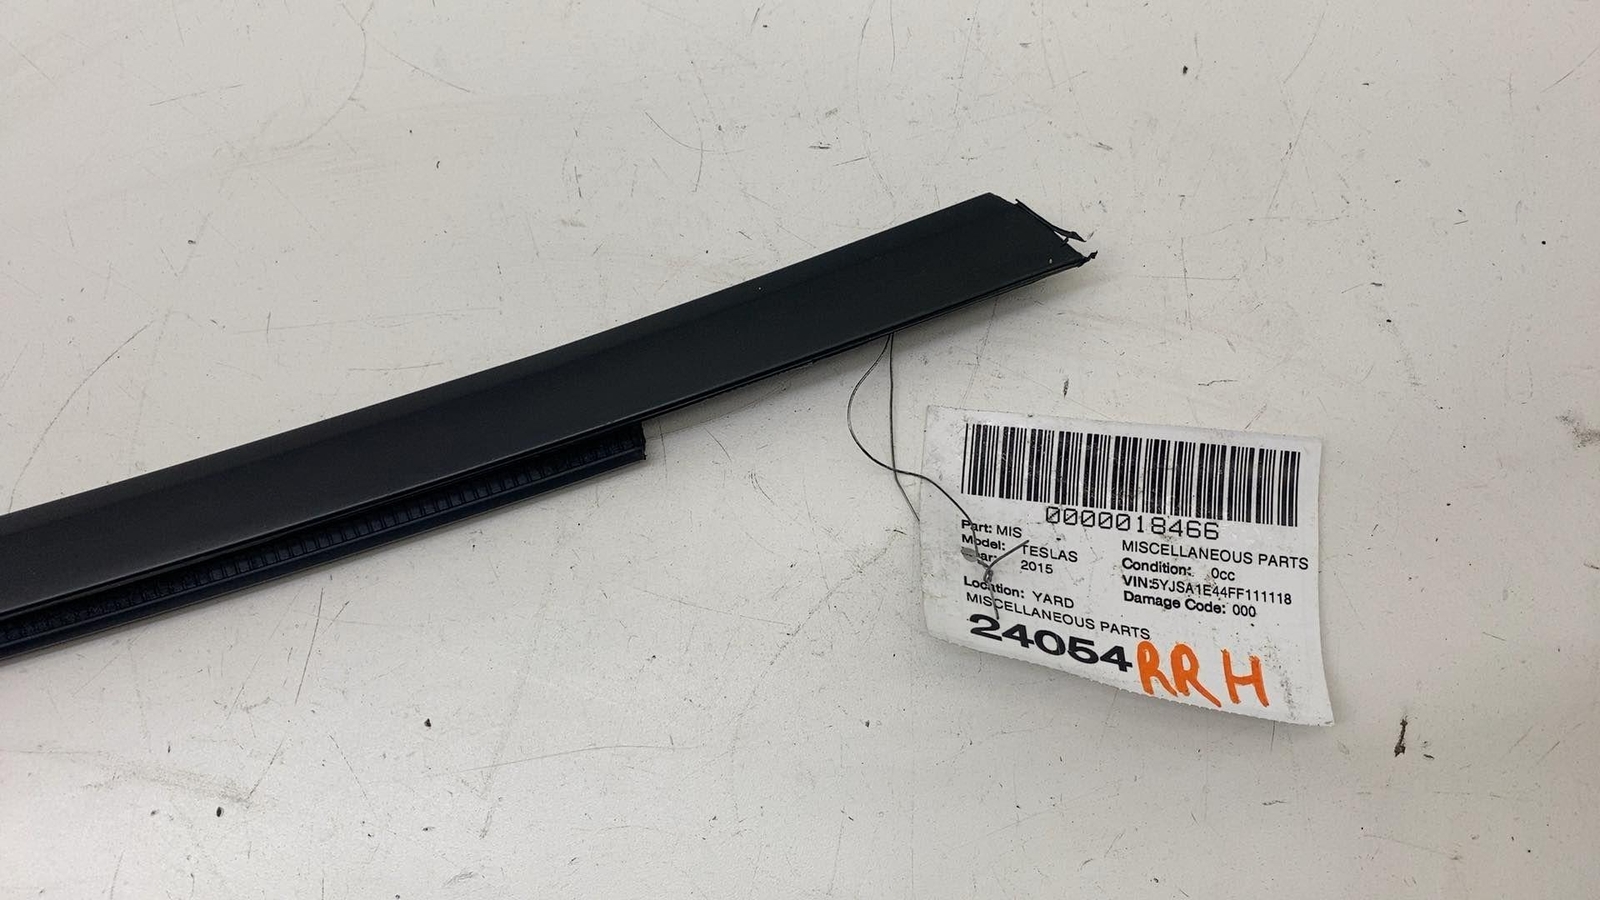 0000018466
Part: MIS
MISCELLANEOUS PARTS
Model: TESLAS
Condition: 0cc
2015
VIN:5YJSA1E44FF111118
Location: YARD
Damage Code: 000
MISCELLANEOUS PARTS
24054 RRH